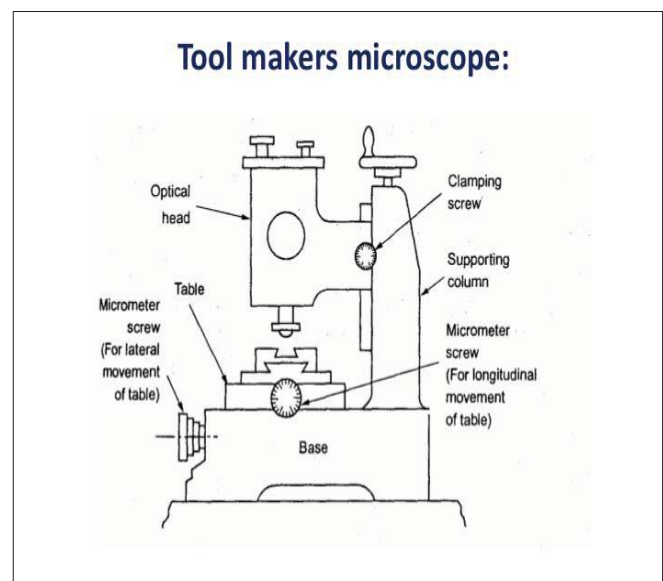 Tool makers microscope:
Optical
head
Clamping
screw
Supporting
column
Table
Micrometer
screw
(For lateral
movement
of table)
Micrometer
screw
(For longitudinal
movement
of table)
Base